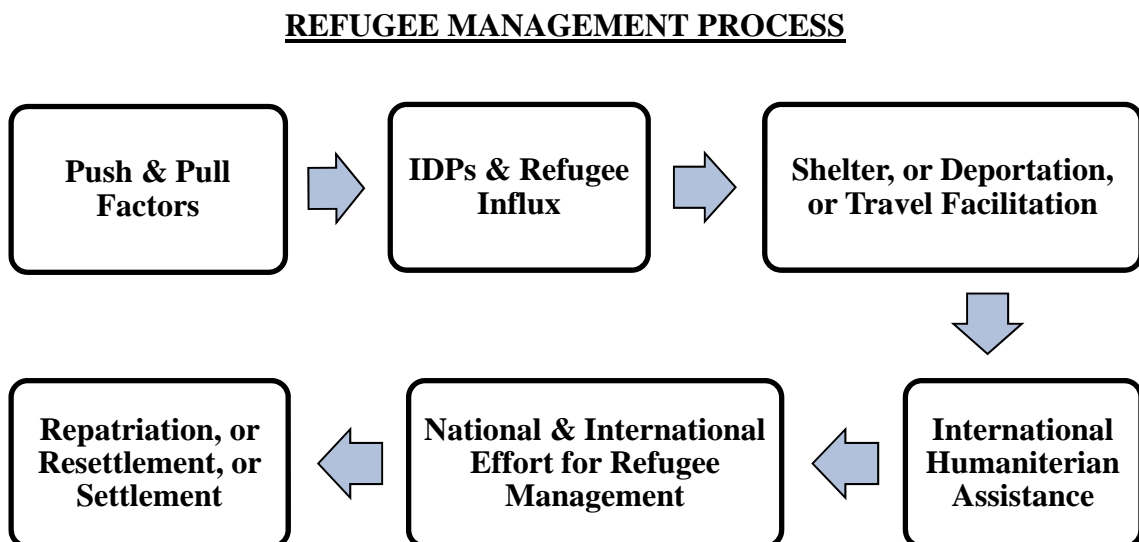 REFUGEE MANAGEMENT PROCESS
Push & Pull
Factors
IDPs & Refugee
Influx
Shelter, or Deportation,
or Travel Facilitation
International
Humaniterian
Assistance
National & International
Effort for Refugee
Management
Repatriation, or
Resettlement, or
Settlement